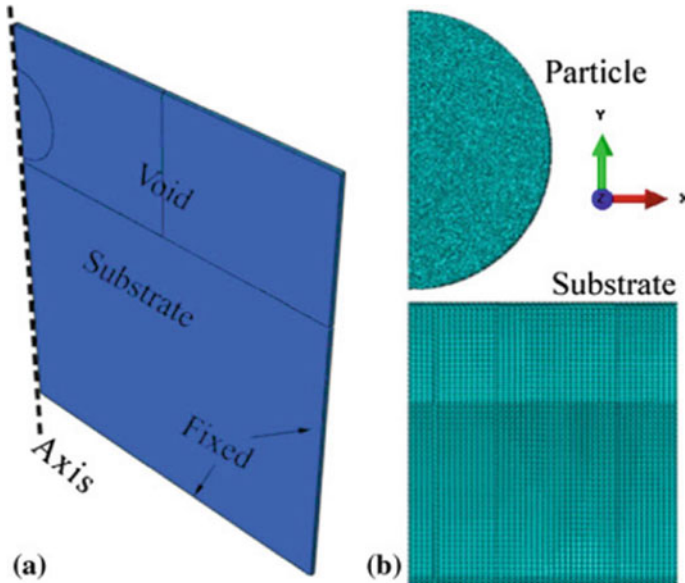 Void
Substrate
Fixed
Axis
(a)
Particle
Y
Z
X
Substrate
(b)